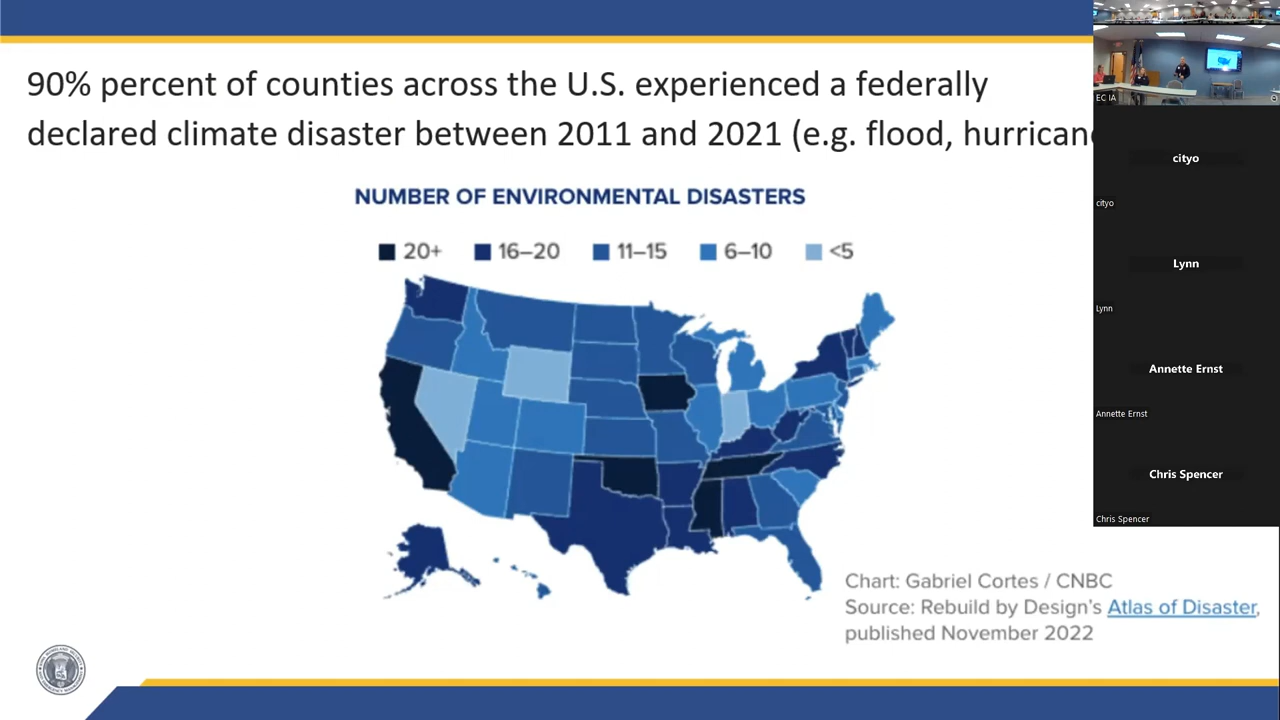 90% percent of counties across the U.S. experienced a federally
declared climate disaster between 2011 and 2021 (e.g. flood, hurrican
NUMBER OF ENVIRONMENTAL DISASTERS
20+ 16–20 11–15 6–10 <5
Chart: Gabriel Cortes / CNBC
Source: Rebuild by Design's Atlas of Disaster,
published November 2022
EC IA
cityo
cityo
Lynn
Lynn
Annette Ernst
Annette Ernst
Chris Spencer
Chris Spencer